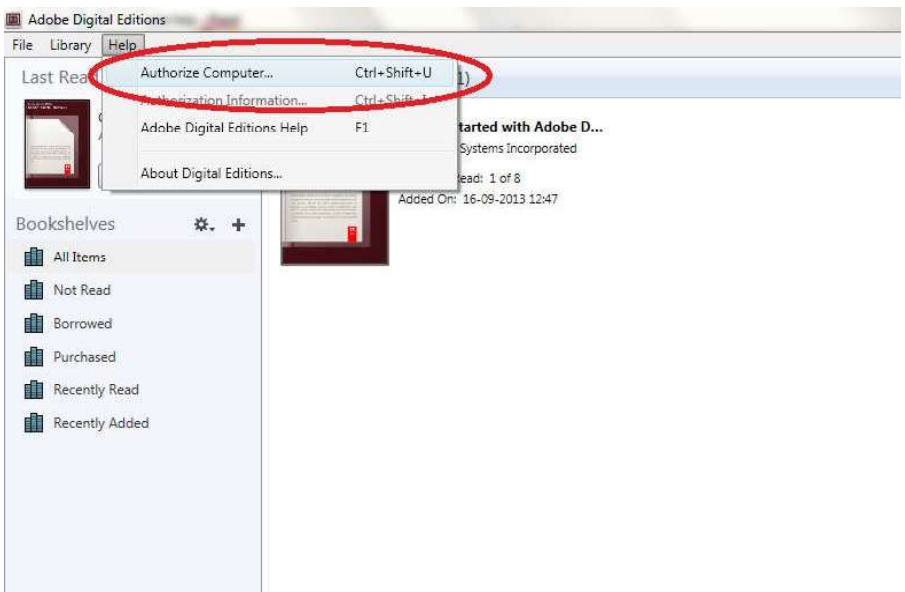 Adobe Digital Editions
File Library Help
Last Rea
Authorize Computer... Ctrl+Shift+U
1)
Authorization Information... Ctrl+Shift+I
Adobe Digital Editions Help F1
About Digital Editions...
tarted with Adobe D...
Systems Incorporated
ead: 1 of 8
Added On: 16-09-2013 12:47
Bookshelves
All Items
Not Read
Borrowed
Purchased
Recently Read
Recently Added